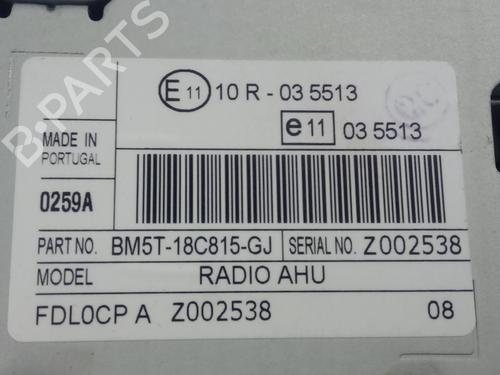 E 11 10 R - 03 5513
e 11 03 5513
MADE IN
PORTUGAL
0259A
PART NO. BM5T-18C815-GJ SERIAL NO. Z002538
MODEL RADIO AHU
FDL0CP A Z002538 08
B-PARTS